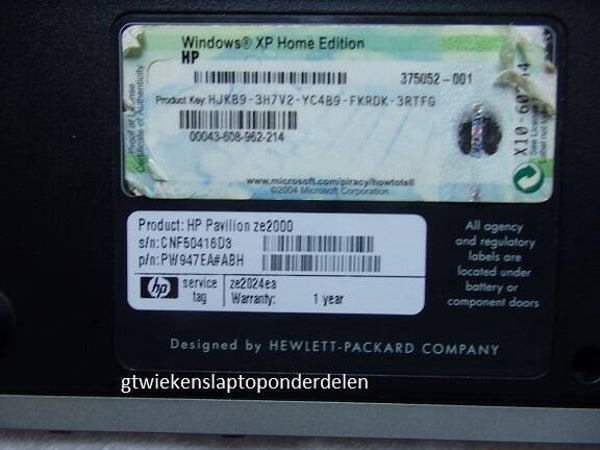 Windows® XP Home Edition
HP
375052-001
Proof of License
Certificate of Authenticity
Product Key: HJKB9-3H7V2-YC4B9-FKRDK-3RTFG
00043-608-962-214
X10-60
www.microsoft.com/piracy/howtotell
©2004 Microsoft Corporation
Product: HP Pavilion ze2000
s/n: CNF50416D3
p/n: PW947EA#ABH
hp
service tag
ze2024ea
Warranty: 1 year
All agency
and regulatory
labels are
located under
battery or
component doors
Designed by HEWLETT-PACKARD COMPANY
gtwiekenslaptoponderdelen